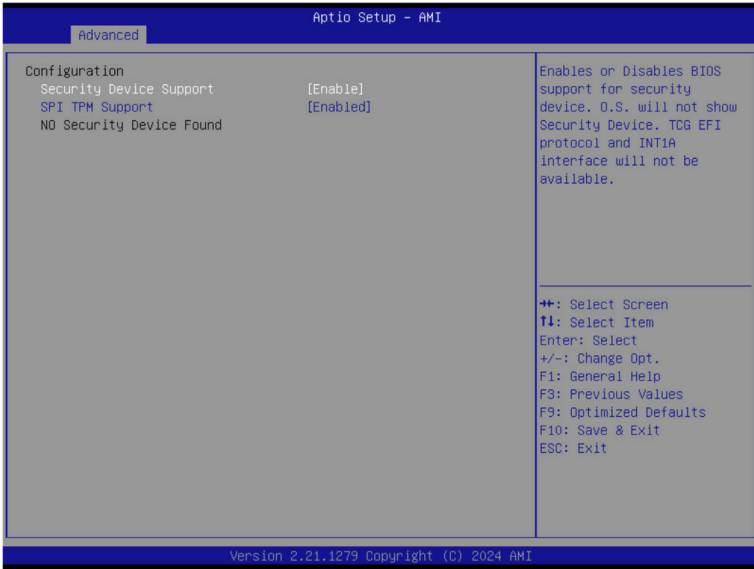 Aptio Setup – AMI
Advanced
Configuration
Security Device Support [Enable]
SPI TPM Support [Enabled]
NO Security Device Found
Enables or Disables BIOS
support for security
device. O.S. will not show
Security Device. TCG EFI
protocol and INT1A
interface will not be
available.
→←: Select Screen
↑↓: Select Item
Enter: Select
+/-: Change Opt.
F1: General Help
F3: Previous Values
F9: Optimized Defaults
F10: Save & Exit
ESC: Exit
Version 2.21.1279 Copyright (C) 2024 AMI